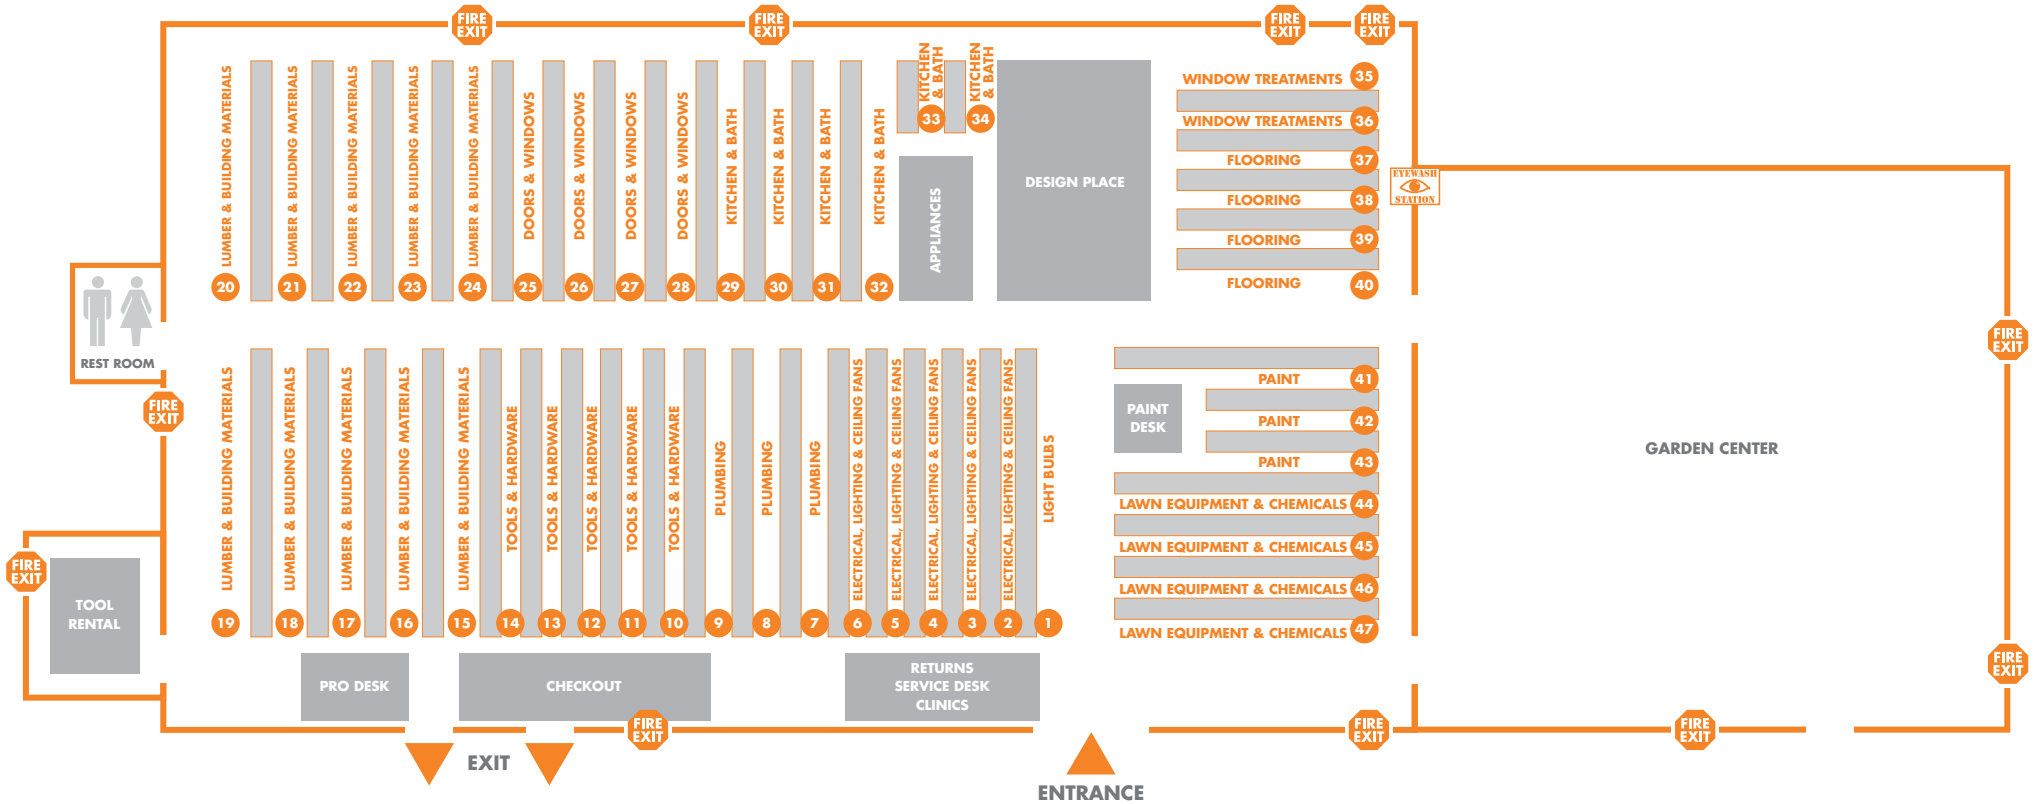 FIRE
EXIT
FIRE
EXIT
FIRE
EXIT
FIRE
EXIT
LUMBER & BUILDING MATERIALS
20
LUMBER & BUILDING MATERIALS
21
LUMBER & BUILDING MATERIALS
22
LUMBER & BUILDING MATERIALS
23
LUMBER & BUILDING MATERIALS
24
DOORS & WINDOWS
25
DOORS & WINDOWS
26
DOORS & WINDOWS
27
DOORS & WINDOWS
28
KITCHEN & BATH
29
KITCHEN & BATH
30
KITCHEN & BATH
31
KITCHEN & BATH
32
KITCHEN
& BATH
33
KITCHEN
& BATH
34
APPLIANCES
DESIGN PLACE
WINDOW TREATMENTS 35
WINDOW TREATMENTS 36
FLOORING 37
FLOORING 38
FLOORING 39
FLOORING 40
EYEWASH
STATION
REST ROOM
FIRE
EXIT
FIRE
EXIT
TOOL
RENTAL
LUMBER & BUILDING MATERIALS
19
LUMBER & BUILDING MATERIALS
18
LUMBER & BUILDING MATERIALS
17
LUMBER & BUILDING MATERIALS
16
LUMBER & BUILDING MATERIALS
15
TOOLS & HARDWARE
14
TOOLS & HARDWARE
13
TOOLS & HARDWARE
12
TOOLS & HARDWARE
11
TOOLS & HARDWARE
10
PLUMBING
9
PLUMBING
8
PLUMBING
7
ELECTRICAL, LIGHTING & CEILING FANS
6
ELECTRICAL, LIGHTING & CEILING FANS
5
ELECTRICAL, LIGHTING & CEILING FANS
4
ELECTRICAL, LIGHTING & CEILING FANS
3
ELECTRICAL, LIGHTING & CEILING FANS
2
LIGHT BULBS
1
PAINT
DESK
PAINT 41
PAINT 42
PAINT 43
LAWN EQUIPMENT & CHEMICALS 44
LAWN EQUIPMENT & CHEMICALS 45
LAWN EQUIPMENT & CHEMICALS 46
LAWN EQUIPMENT & CHEMICALS 47
GARDEN CENTER
FIRE
EXIT
FIRE
EXIT
PRO DESK
CHECKOUT
RETURNS
SERVICE DESK
CLINICS
FIRE
EXIT
FIRE
EXIT
FIRE
EXIT
EXIT
ENTRANCE